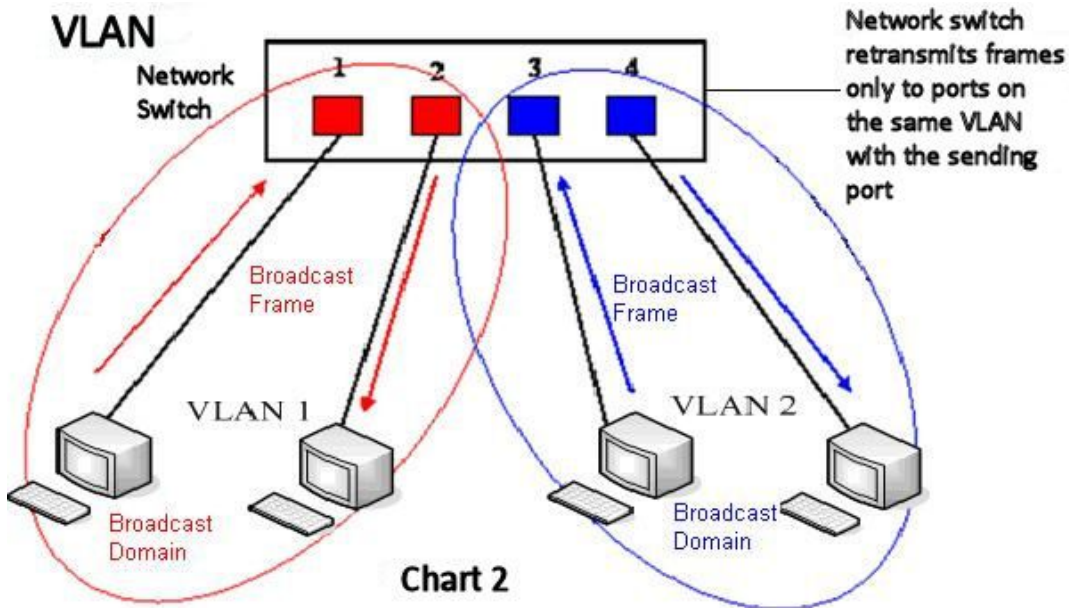 VLAN
Network
Switch
1 2 3 4
Network switch
retransmits frames
only to ports on
the same VLAN
with the sending
port
Broadcast
Frame
Broadcast
Frame
VLAN 1
VLAN 2
Broadcast
Domain
Broadcast
Domain
Chart 2